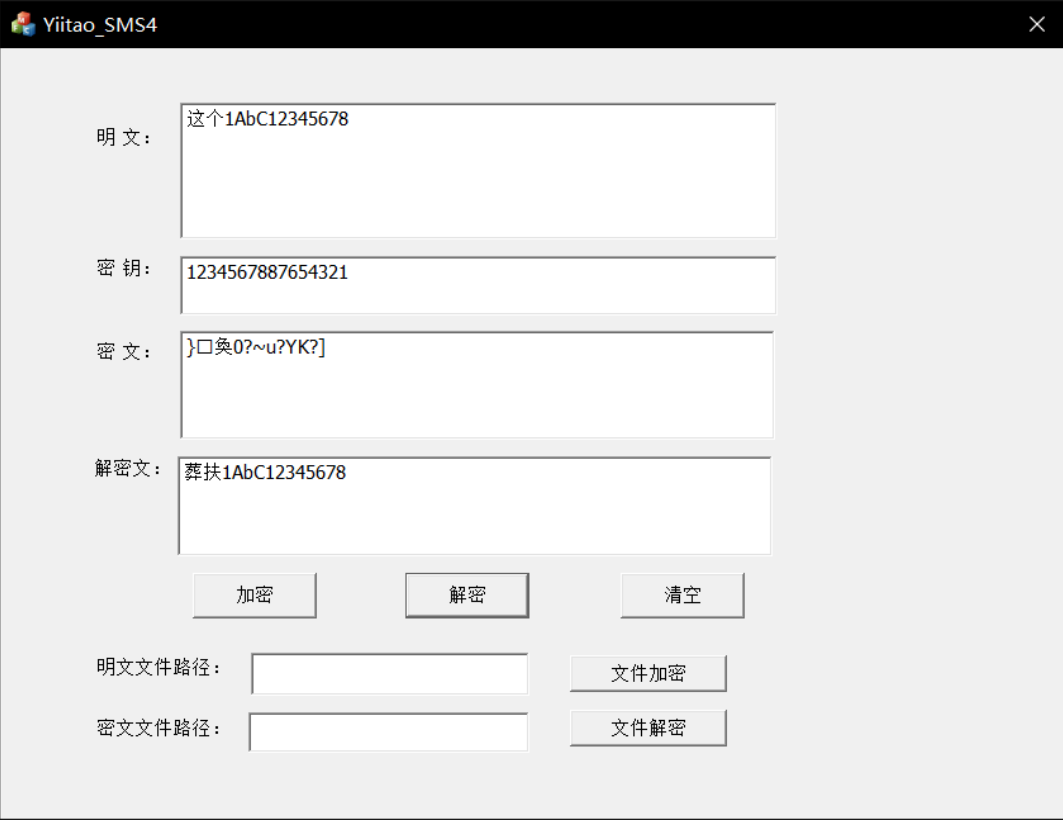 Yiitao_SMS4
明 文：
这个1AbC12345678
密 钥：
1234567887654321
密 文：
}□奂0?~u?YK?]
解密文：
葬扶1AbC12345678
加密
解密
清空
明文文件路径：
文件加密
密文文件路径：
文件解密